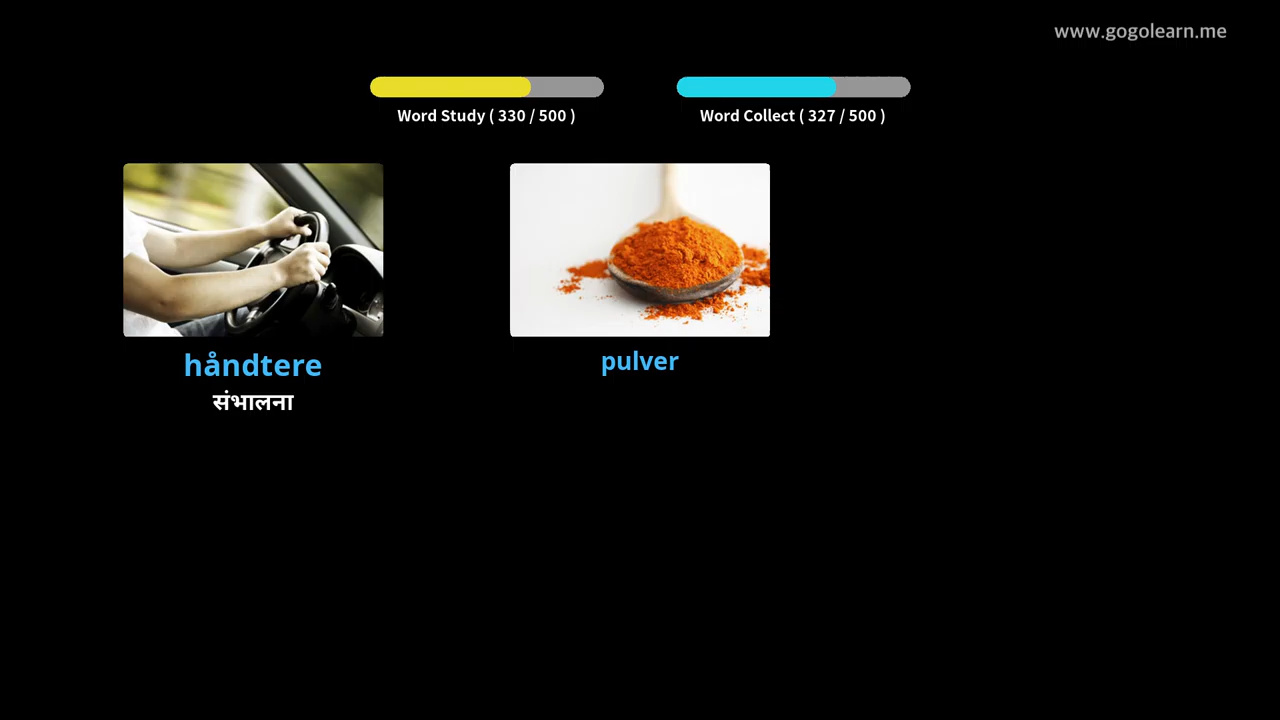 www.gogolearn.me
Word Study ( 330 / 500 )
Word Collect ( 327 / 500 )
håndtere
संभालना
pulver